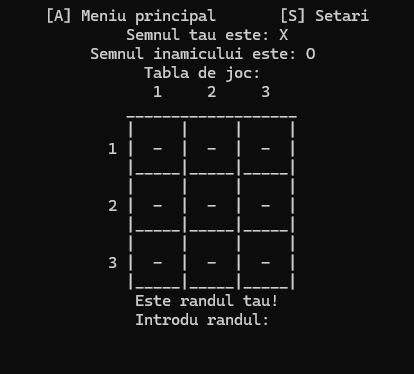 [A] Meniu principal       [S] Setari
Semnul tau este: X
Semnul inamicului este: O
Tabla de joc:
1    2    3
___________________
|     |     |     |
1 |  -  |  -  |  -  |
|_____|_____|_____|
|     |     |     |
2 |  -  |  -  |  -  |
|_____|_____|_____|
|     |     |     |
3 |  -  |  -  |  -  |
|_____|_____|_____|
Este randul tau!
Introdu randul: